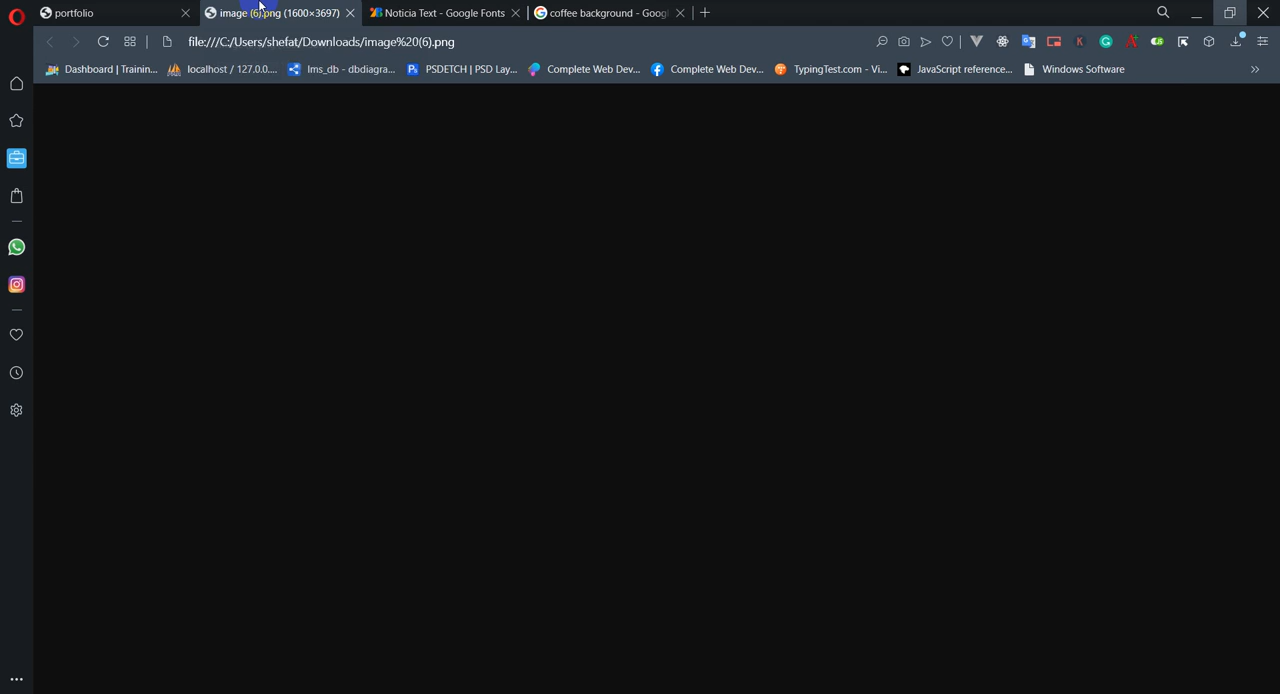 portfolio
image (6).png (1600×3697)
Noticia Text - Google Fonts
coffee background - Goog
file:///C:/Users/shefat/Downloads/image%20(6).png
Dashboard | Trainin...
localhost / 127.0.0....
lms_db - dbdiagra...
PSDETCH | PSD Lay...
Complete Web Dev...
Complete Web Dev...
TypingTest.com - Vi...
JavaScript reference...
Windows Software